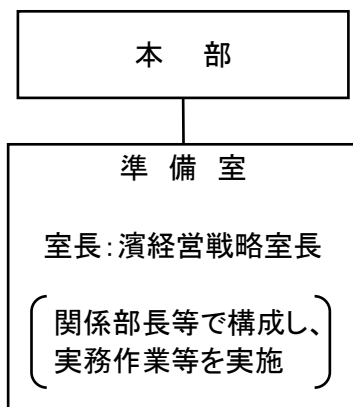 本　部
準 備 室
室長：濱経営戦略室長
関係部長等で構成し、
実務作業等を実施